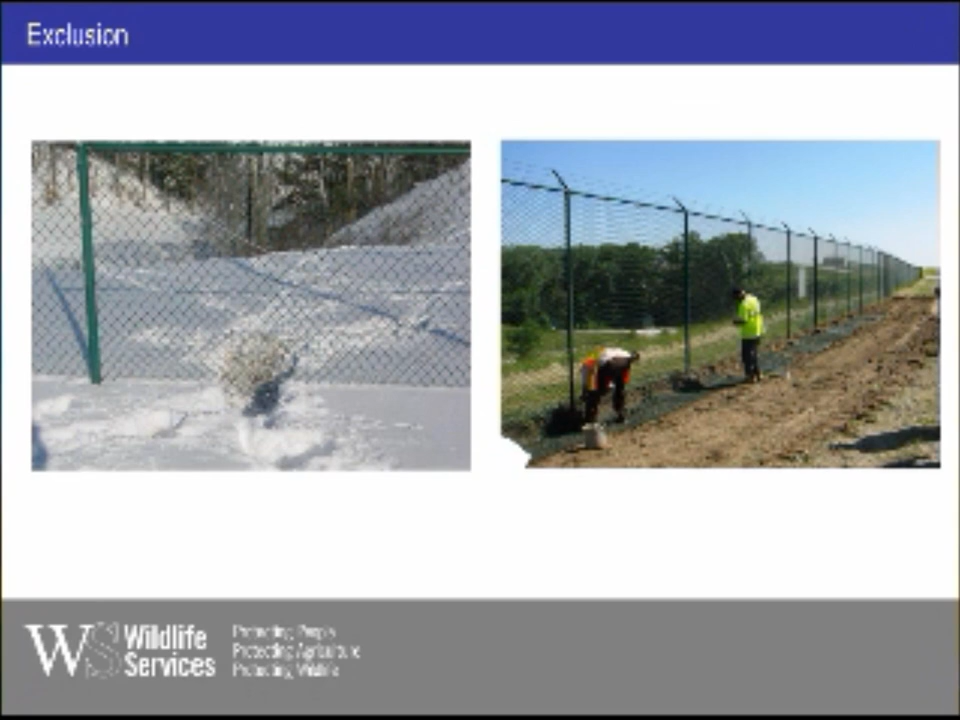 Exclusion
WS Wildlife
Services
Protecting People
Protecting Agriculture
Protecting Wildlife